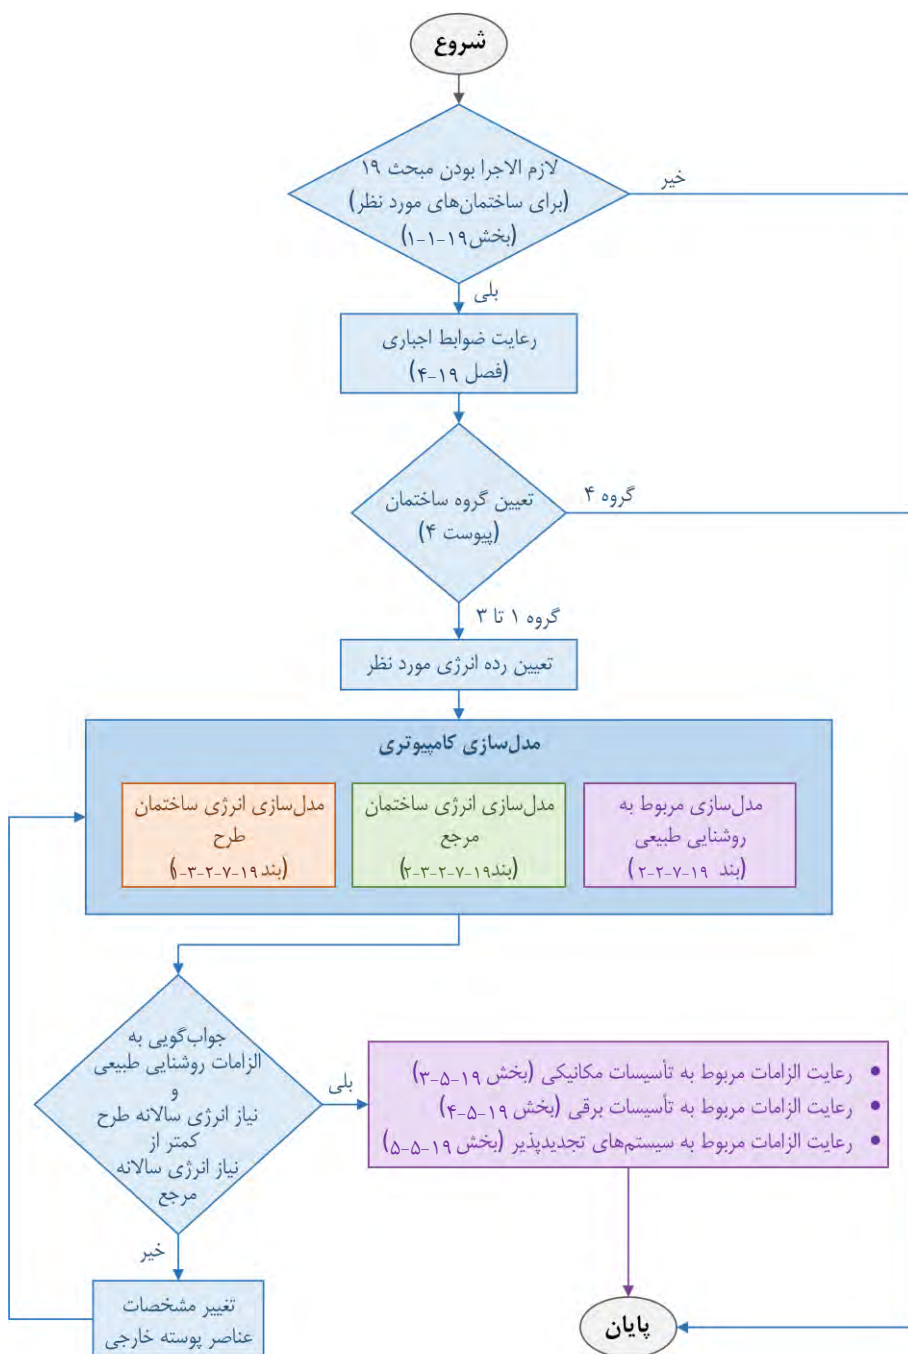 شروع
لازم الاجرا بودن مبحث ۱۹
(برای ساختمان‌های مورد نظر)
(بخش۱۹-۱-۱)
خیر
بلی
رعایت ضوابط اجباری
(فصل ۱۹-۴)
تعیین گروه ساختمان
(پیوست ۴)
گروه ۴
گروه ۱ تا ۳
تعیین رده انرژی مورد نظر
مدل‌سازی کامپیوتری
مدل‌سازی مربوط به
روشنایی طبیعی
(بند ۱۹-۷-۲-۲)
مدل‌سازی انرژی ساختمان
مرجع
(بند۱۹-۷-۲-۳-۲)
مدل‌سازی انرژی ساختمان
طرح
(بند ۱۹-۷-۲-۳-۱)
جواب‌گویی به
الزامات روشنایی طبیعی
و
نیاز انرژی سالانه طرح
کمتر از
نیاز انرژی سالانه
مرجع
بلی
• رعایت الزامات مربوط به تأسیسات مکانیکی (بخش ۱۹-۵-۳)
• رعایت الزامات مربوط به تأسیسات برقی (بخش ۱۹-۵-۴)
• رعایت الزامات مربوط به سیستم‌های تجدیدپذیر (بخش ۱۹-۵-۵)
خیر
تغییر مشخصات
عناصر پوسته خارجی
پایان